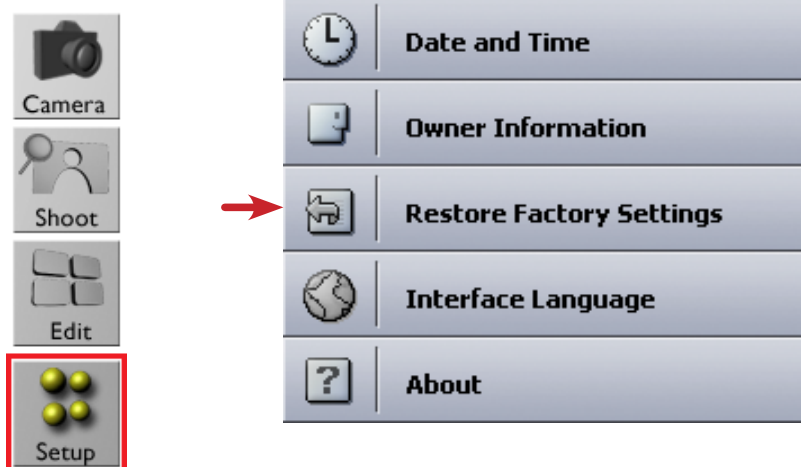 Camera
Shoot
Edit
Setup
Date and Time
Owner Information
Restore Factory Settings
Interface Language
? About